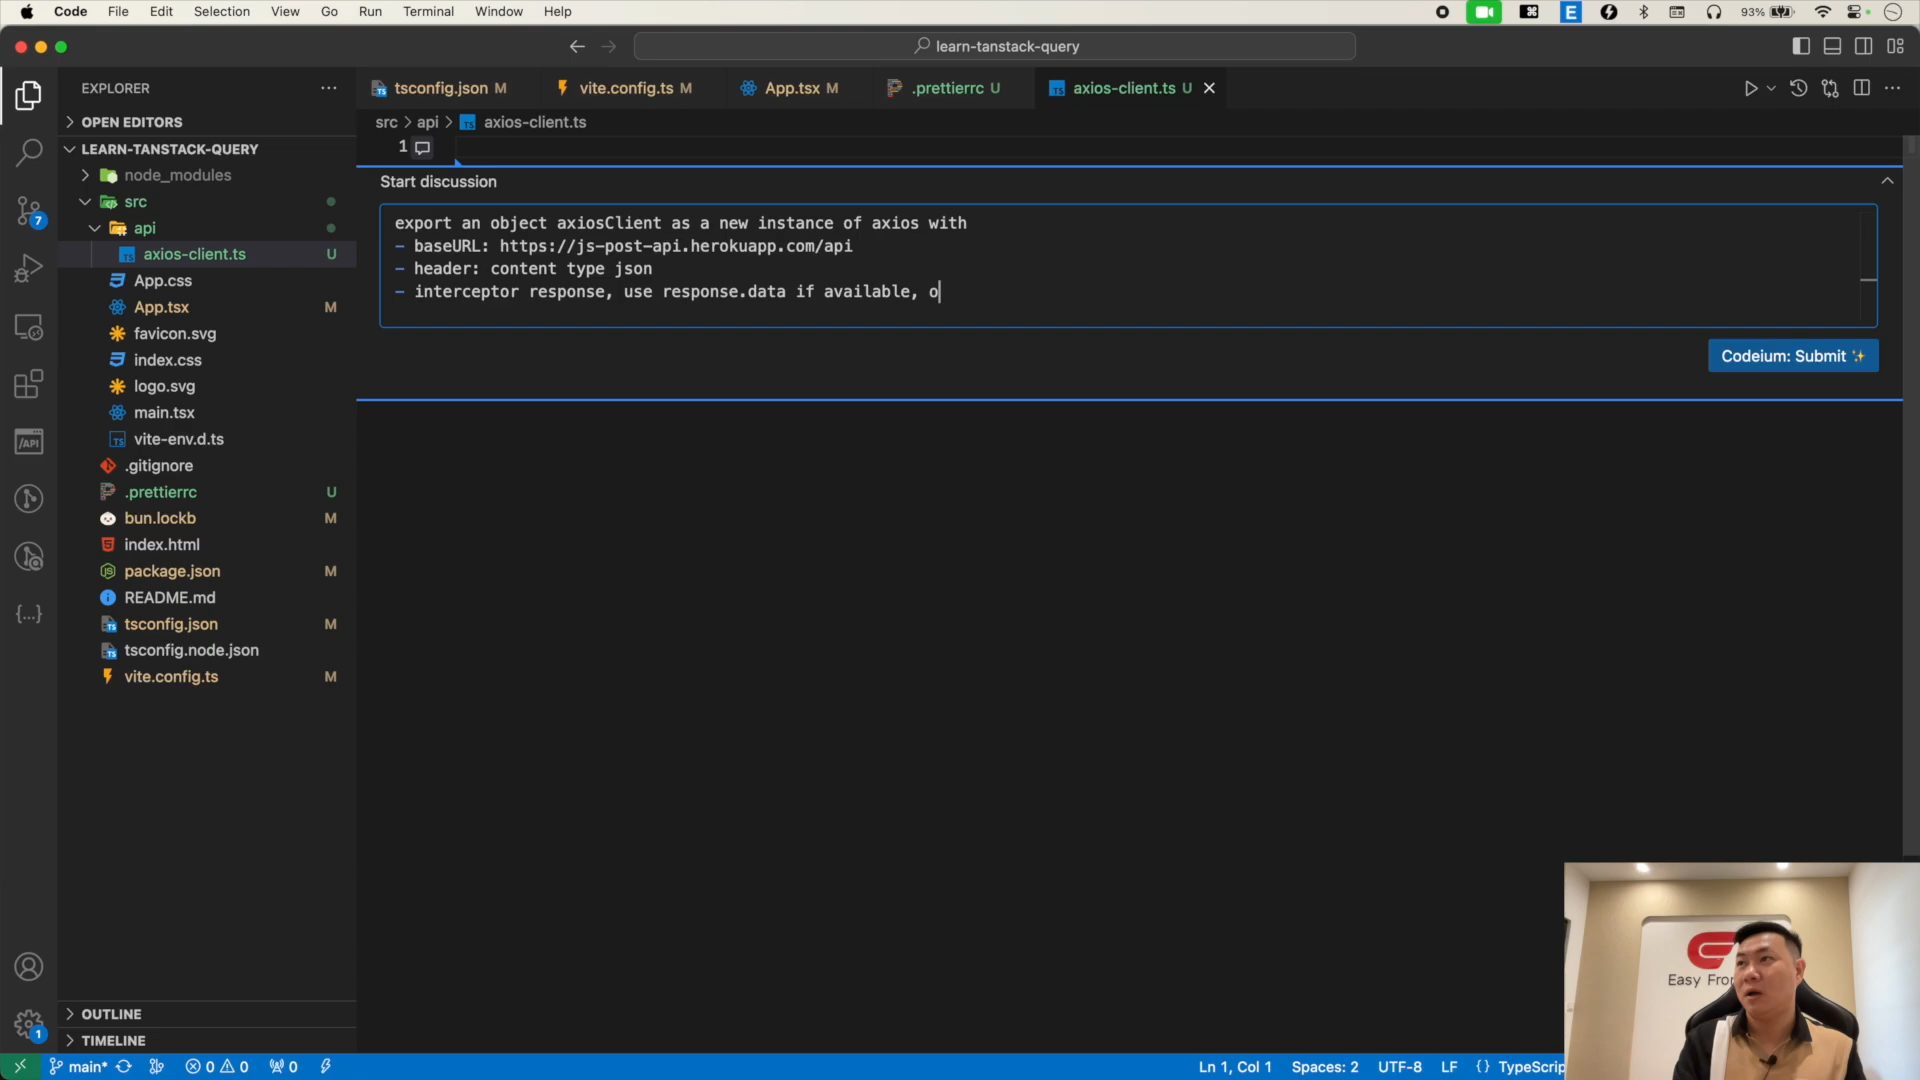 Code File Edit Selection View Go Run Terminal Window Help
E 93%
learn-tanstack-query
EXPLORER
tsconfig.json M
vite.config.ts M
App.tsx M
.prettierrc U
axios-client.ts U
src > api > axios-client.ts
1
OPEN EDITORS
LEARN-TANSTACK-QUERY
node_modules
src
api
axios-client.ts U
App.css
App.tsx M
favicon.svg
index.css
logo.svg
main.tsx
vite-env.d.ts
.gitignore
.prettierrc U
bun.lockb M
index.html
package.json M
README.md
tsconfig.json M
tsconfig.node.json
vite.config.ts M
OUTLINE
TIMELINE
7
/API
{...}
1
Start discussion
export an object axiosClient as a new instance of axios with
- baseURL: https://js-post-api.herokuapp.com/api
- header: content type json
- interceptor response, use response.data if available, o
Codeium: Submit
Easy Fro
main* 0 0 0
Ln 1, Col 1 Spaces: 2 UTF-8 LF {} TypeScrip